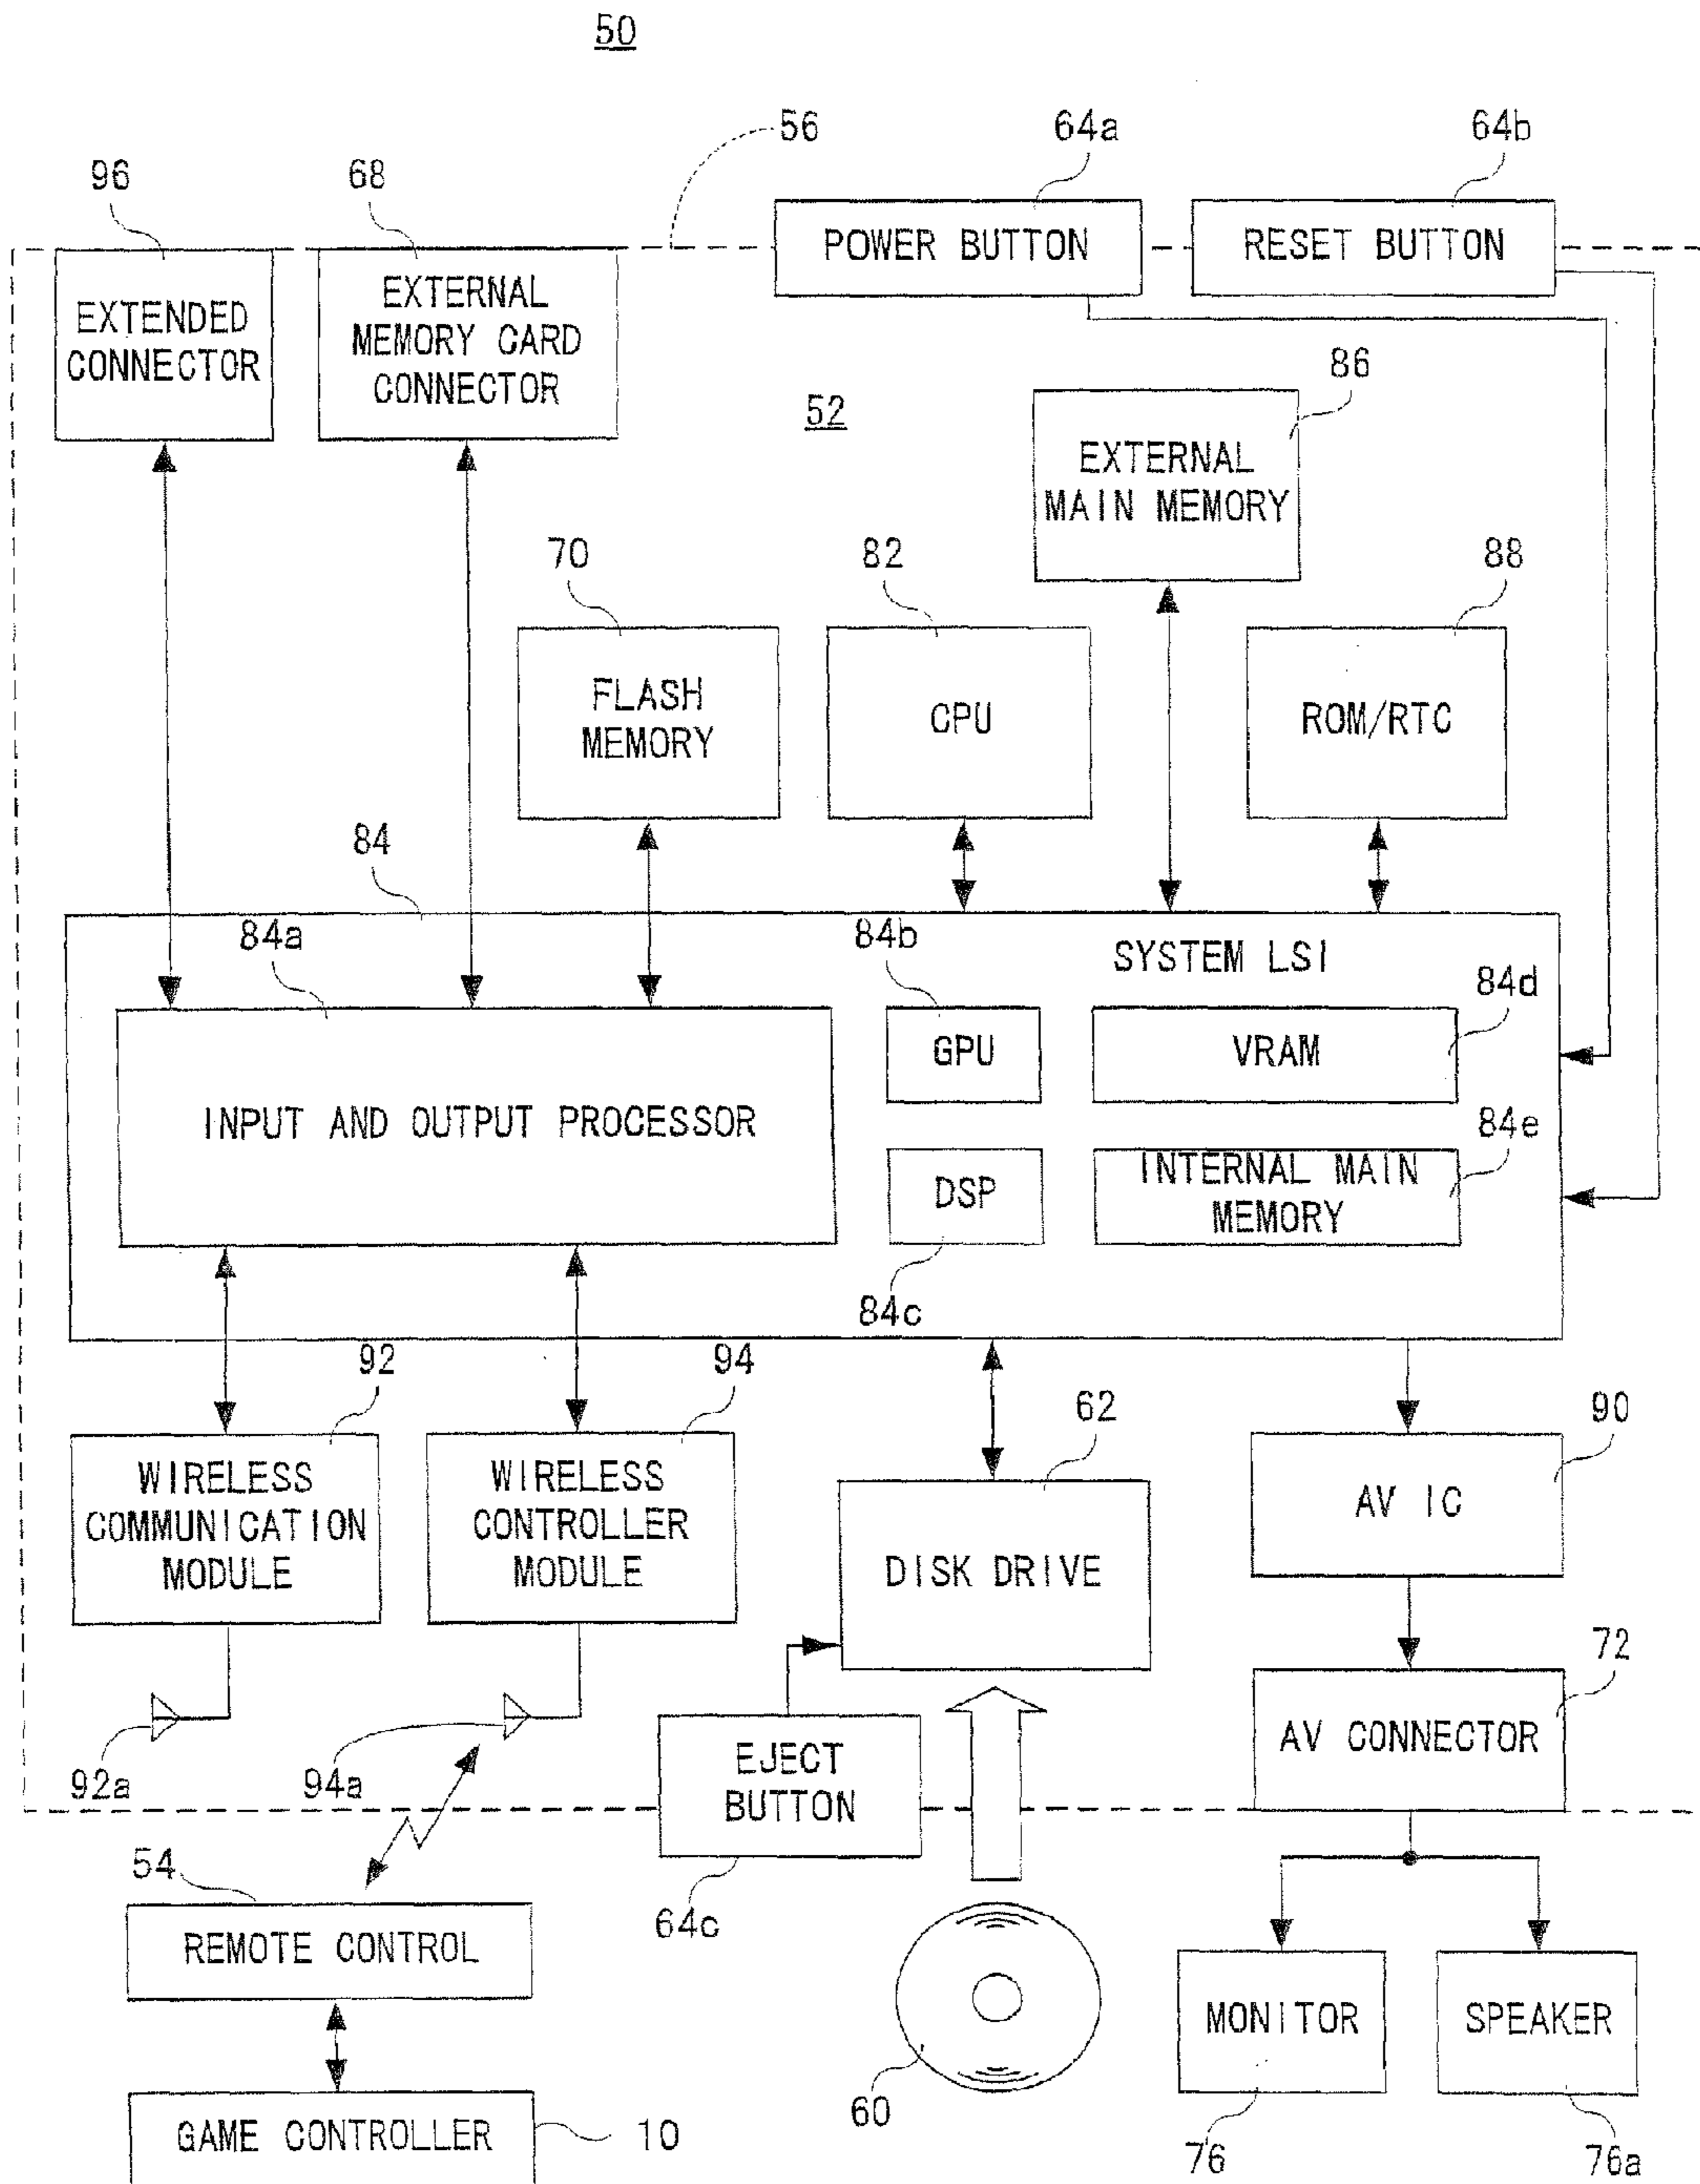 50
56
64a
64b
96
68
POWER BUTTON
RESET BUTTON
EXTENDED
CONNECTOR
EXTERNAL
MEMORY CARD
CONNECTOR
52
86
EXTERNAL
MAIN MEMORY
70
82
88
FLASH
MEMORY
CPU
ROM/RTC
84
84a
84b
SYSTEM LSI
84d
GPU
VRAM
INPUT AND OUTPUT PROCESSOR
84e
DSP
INTERNAL MAIN
MEMORY
84c
92
94
62
90
WIRELESS
COMMUNICATION
MODULE
WIRELESS
CONTROLLER
MODULE
DISK DRIVE
AV IC
72
AV CONNECTOR
92a
94a
EJECT
BUTTON
54
64c
REMOTE CONTROL
MONITOR
SPEAKER
60
GAME CONTROLLER
10
76
76a